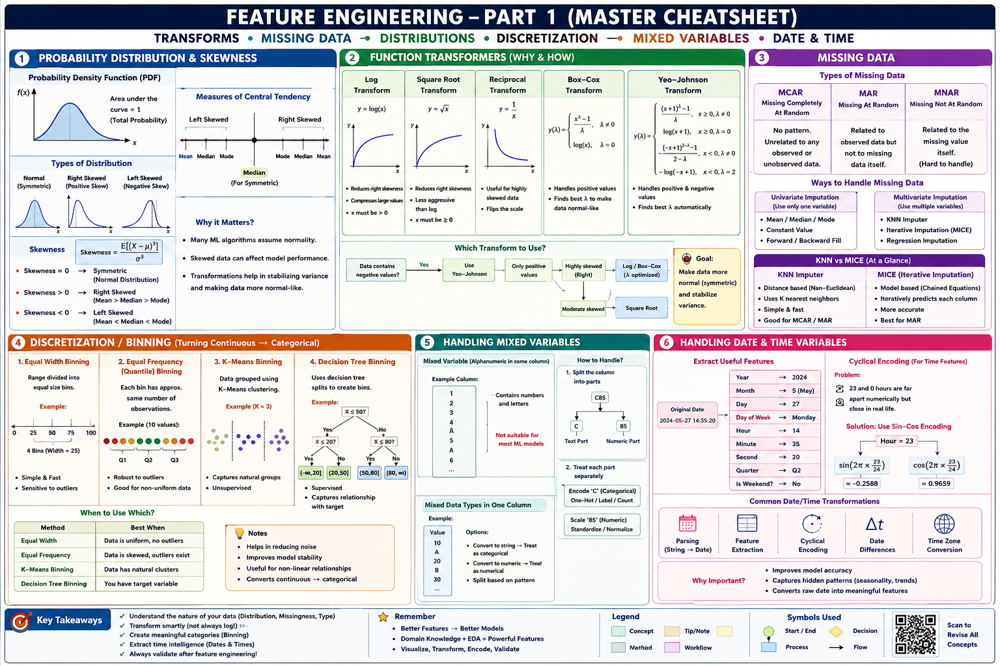 FEATURE ENGINEERING – PART 1 (MASTER CHEATSHEET)
TRANSFORMS • MISSING DATA → DISTRIBUTIONS • DISCRETIZATION → MIXED VARIABLES • DATE & TIME
1 PROBABILITY DISTRIBUTION & SKEWNESS
Probability Density Function (PDF)
f(x)
Area under the
curve = 1
(Total Probability)
x
Types of Distribution
Normal
(Symmetric)
Right Skewed
(Positive Skew)
Left Skewed
(Negative Skew)
x
x
x
Skewness
Skewness = E[(X − μ)³] / σ³
• Skewness = 0 → Symmetric
(Normal Distribution)
• Skewness > 0 → Right Skewed
(Mean > Median > Mode)
• Skewness < 0 → Left Skewed
(Mean < Median < Mode)
Measures of Central Tendency
Left Skewed
Right Skewed
Mean Median Mode
Mode Median Mean
Median
(For Symmetric)
Why it Matters?
• Many ML algorithms assume normality.
• Skewed data can affect model performance.
• Transformations help in stabilizing variance
and making data more normal-like.
2 FUNCTION TRANSFORMERS (WHY & HOW)
Log
Transform
y = log(x)
y
x
• Reduces right skewness
• Compresses large values
• x must be > 0
Square Root
Transform
y = √x
y
x
• Reduces right skewness
• Less aggressive
than log
• x must be ≥ 0
Reciprocal
Transform
y = 1/x
y
x
• Useful for highly
skewed data
• Flips the scale
Box–Cox
Transform
y(λ) = { (x^λ − 1)/λ, λ ≠ 0
log(x), λ = 0
• Handles positive values
• Finds best λ to make
data normal-like
Yeo–Johnson
Transform
y(λ) = { ((x+1)^λ − 1)/λ, x ≥ 0, λ ≠ 0
log(x+1), x ≥ 0, λ = 0
−((−x+1)^(2−λ) − 1)/(2−λ), x < 0, λ ≠ 0
− log(−x+1), x < 0, λ = 2
• Handles positive & negative
values
• Finds best λ automatically
Which Transform to Use?
Data contains
negative values?
Yes
Use
Yeo–Johnson
Only positive
values
Highly skewed
(Right)
Log / Box–Cox
(λ optimized)
Moderate skewed
Square Root
Goal:
Make data more
normal (symmetric)
and stabilize
variance.
3 MISSING DATA
Types of Missing Data
MCAR
Missing Completely
At Random
No pattern.
Unrelated to any
observed or
unobserved data.
MAR
Missing At Random
Related to
observed data but
not to missing
data itself.
MNAR
Missing Not At Random
Related to the
missing value
itself.
(Hard to handle)
Ways to Handle Missing Data
Univariate Imputation
(Use only one variable)
• Mean / Median / Mode
• Constant Value
• Forward / Backward Fill
Multivariate Imputation
(Use multiple variables)
• KNN Imputer
• Iterative Imputation (MICE)
• Regression Imputation
KNN vs MICE (At a Glance)
KNN Imputer
• Distance based (Nan–Euclidean)
• Uses K nearest neighbors
• Simple & fast
• Good for MCAR / MAR
MICE (Iterative Imputation)
• Model based (Chained Equations)
• Iteratively predicts each column
• More accurate
• Best for MAR
4 DISCRETIZATION / BINNING (Turning Continuous → Categorical)
1. Equal Width Binning
Range divided into
equal size bins.
Example:
0 25 50 75 100
4 Bins (Width = 25)
• Simple & Fast
• Sensitive to outliers
2. Equal Frequency
(Quantile) Binning
Each bin has approx.
same number of
observations.
Example (10 values):
Q1 Q2 Q3
• Robust to outliers
• Good for non-uniform data
3. K–Means Binning
Data grouped using
K–Means clustering.
Example (K = 3)
• Captures natural groups
• Unsupervised
4. Decision Tree Binning
Uses decision tree
splits to create bins.
Example:
X ≤ 50?
Yes No
X ≤ 20? X ≤ 80?
Yes No Yes No
(−∞,20] (20,50] (50,80] (80, ∞)
• Supervised
• Captures relationship
with target
When to Use Which?
Method Best When
Equal Width Data is uniform, no outliers
Equal Frequency Data is skewed, outliers exist
K–Means Binning Data has natural clusters
Decision Tree Binning You have target variable
Notes
• Helps in reducing noise
• Improves model stability
• Useful for non-linear relationships
• Converts continuous → categorical
5 HANDLING MIXED VARIABLES
Mixed Variable (Alphanumeric in same column)
Example Column:
1
2
3
4
A
5
A
6
...
- Contains numbers
and letters
Not suitable for
most ML models
Mixed Data Types in One Column
Example:
Value
10
A
20
B
30
...
Options:
• Convert to string → Treat
as categorical
• Convert to numeric → Treat
as numerical
• Split based on pattern
How to Handle?
1. Split the column
into parts
C85
C 85
Text Part Numeric Part
2. Treat each part
separately
Encode 'C' (Categorical)
One-Hot / Label / Count
Scale '85' (Numeric)
Standardize / Normalize
6 HANDLING DATE & TIME VARIABLES
Extract Useful Features
Original Date
2024-05-27 14:35:20
Year → 2024
Month → 5 (May)
Day → 27
Day of Week → Monday
Hour → 14
Minute → 35
Second → 20
Quarter → Q2
Is Weekend? → No
Cyclical Encoding (For Time Features)
Problem:
23 and 0 hours are far
apart numerically but
close in real life.
Solution: Use Sin–Cos Encoding
Hour = 23
sin(2π × 23/24) cos(2π × 23/24)
≈ −0.2588 ≈ 0.9659
Common Date/Time Transformations
Parsing
(String → Date)
Feature
Extraction
Cyclical
Encoding
Δt
Date
Differences
Time Zone
Conversion
Why Important?
• Improves model accuracy
• Captures hidden patterns (seasonality, trends)
• Converts raw date into meaningful features
Key Takeaways
✓ Understand the nature of your data (Distribution, Missingness, Type)
✓ Transform smartly (not always log!)
✓ Create meaningful categories (Binning)
✓ Extract time intelligence (Dates & Times)
✓ Always validate after feature engineering!
Remember
• Better Features → Better Models
• Domain Knowledge + EDA = Powerful Features
• Visualize, Transform, Encode, Validate
Legend
Concept Tip/Note
Nathod Workllow
Symbols Used
Start / End Decision
Process Flow
Scan to
Revise All
Concepts